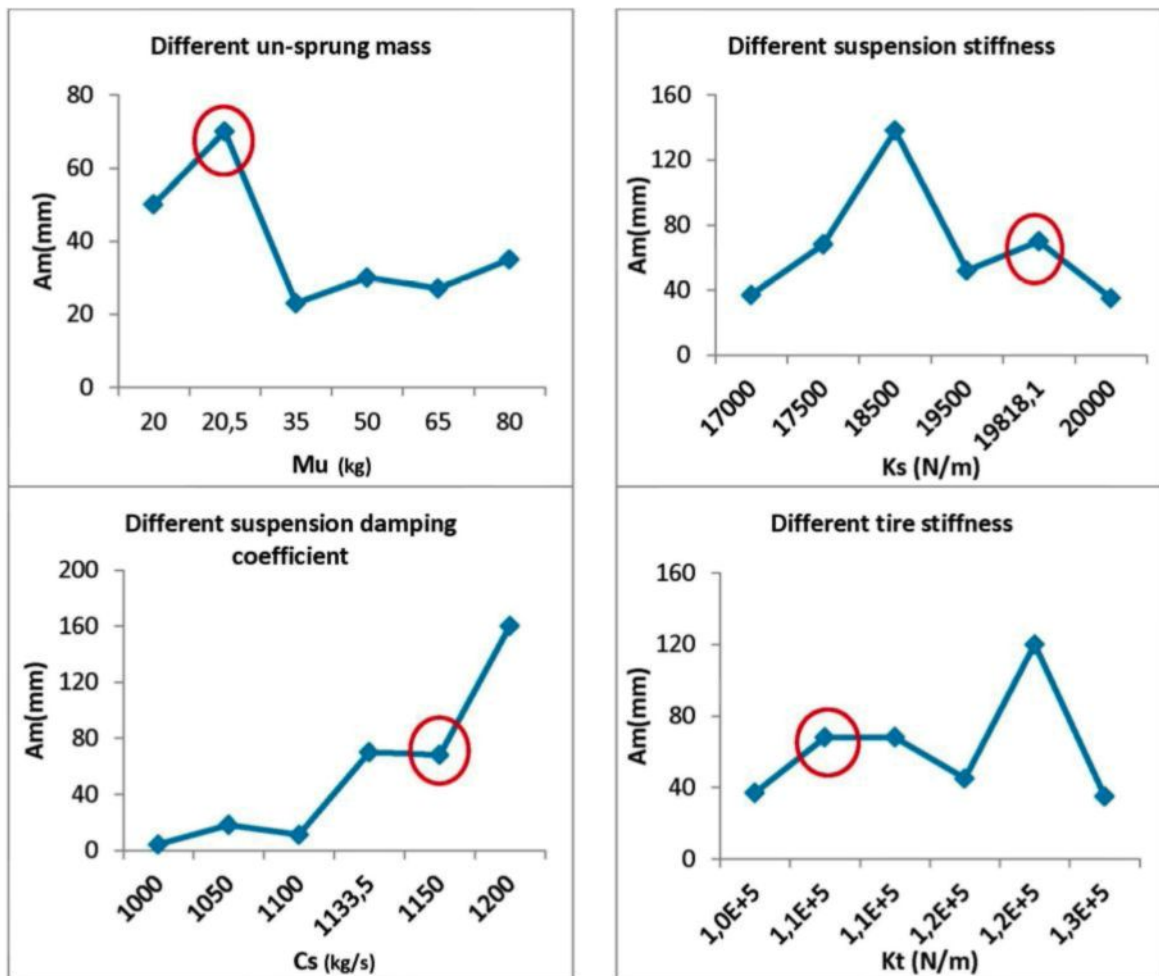 Different un-sprung mass
Am(mm)
80
60
40
20
0
20 20,5 35 50 65 80
Mu (kg)
Different suspension stiffness
Am(mm)
160
120
80
40
0
17000 17500 18500 19500 19818,1 20000
Ks (N/m)
Different suspension damping
coefficient
Am(mm)
200
160
120
80
40
0
1000 1050 1100 1133,5 1150 1200
Cs (kg/s)
Different tire stiffness
Am(mm)
160
120
80
40
0
1,0E+5 1,1E+5 1,1E+5 1,2E+5 1,2E+5 1,3E+5
Kt (N/m)